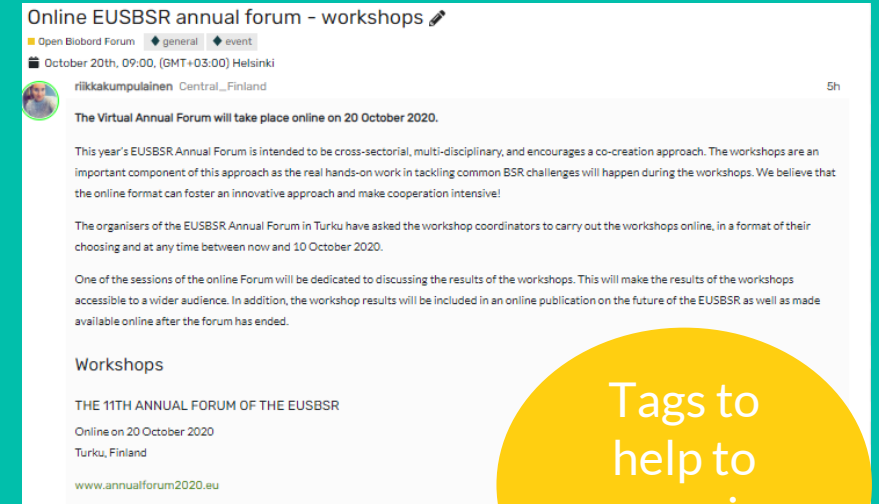 Online EUSBSR annual forum - workshops
Open Biobord Forum general event
October 20th, 09:00, (GMT+03:00) Helsinki
riikkakumpulainen Central_Finland 5h
The Virtual Annual Forum will take place online on 20 October 2020.
This year's EUSBSR Annual Forum is intended to be cross-sectorial, multi-disciplinary, and encourages a co-creation approach. The workshops are an
important component of this approach as the real hands-on work in tackling common BSR challenges will happen during the workshops. We believe that
the online format can foster an innovative approach and make cooperation intensive!
The organisers of the EUSBSR Annual Forum in Turku have asked the workshop coordinators to carry out the workshops online, in a format of their
choosing and at any time between now and 10 October 2020.
One of the sessions of the online Forum will be dedicated to discussing the results of the workshops. This will make the results of the workshops
accessible to a wider audience. In addition, the workshop results will be included in an online publication on the future of the EUSBSR as well as made
available online after the forum has ended.
Workshops
THE 11TH ANNUAL FORUM OF THE EUSBSR
Online on 20 October 2020
Turku, Finland
www.annualforum2020.eu
Tags to
help to